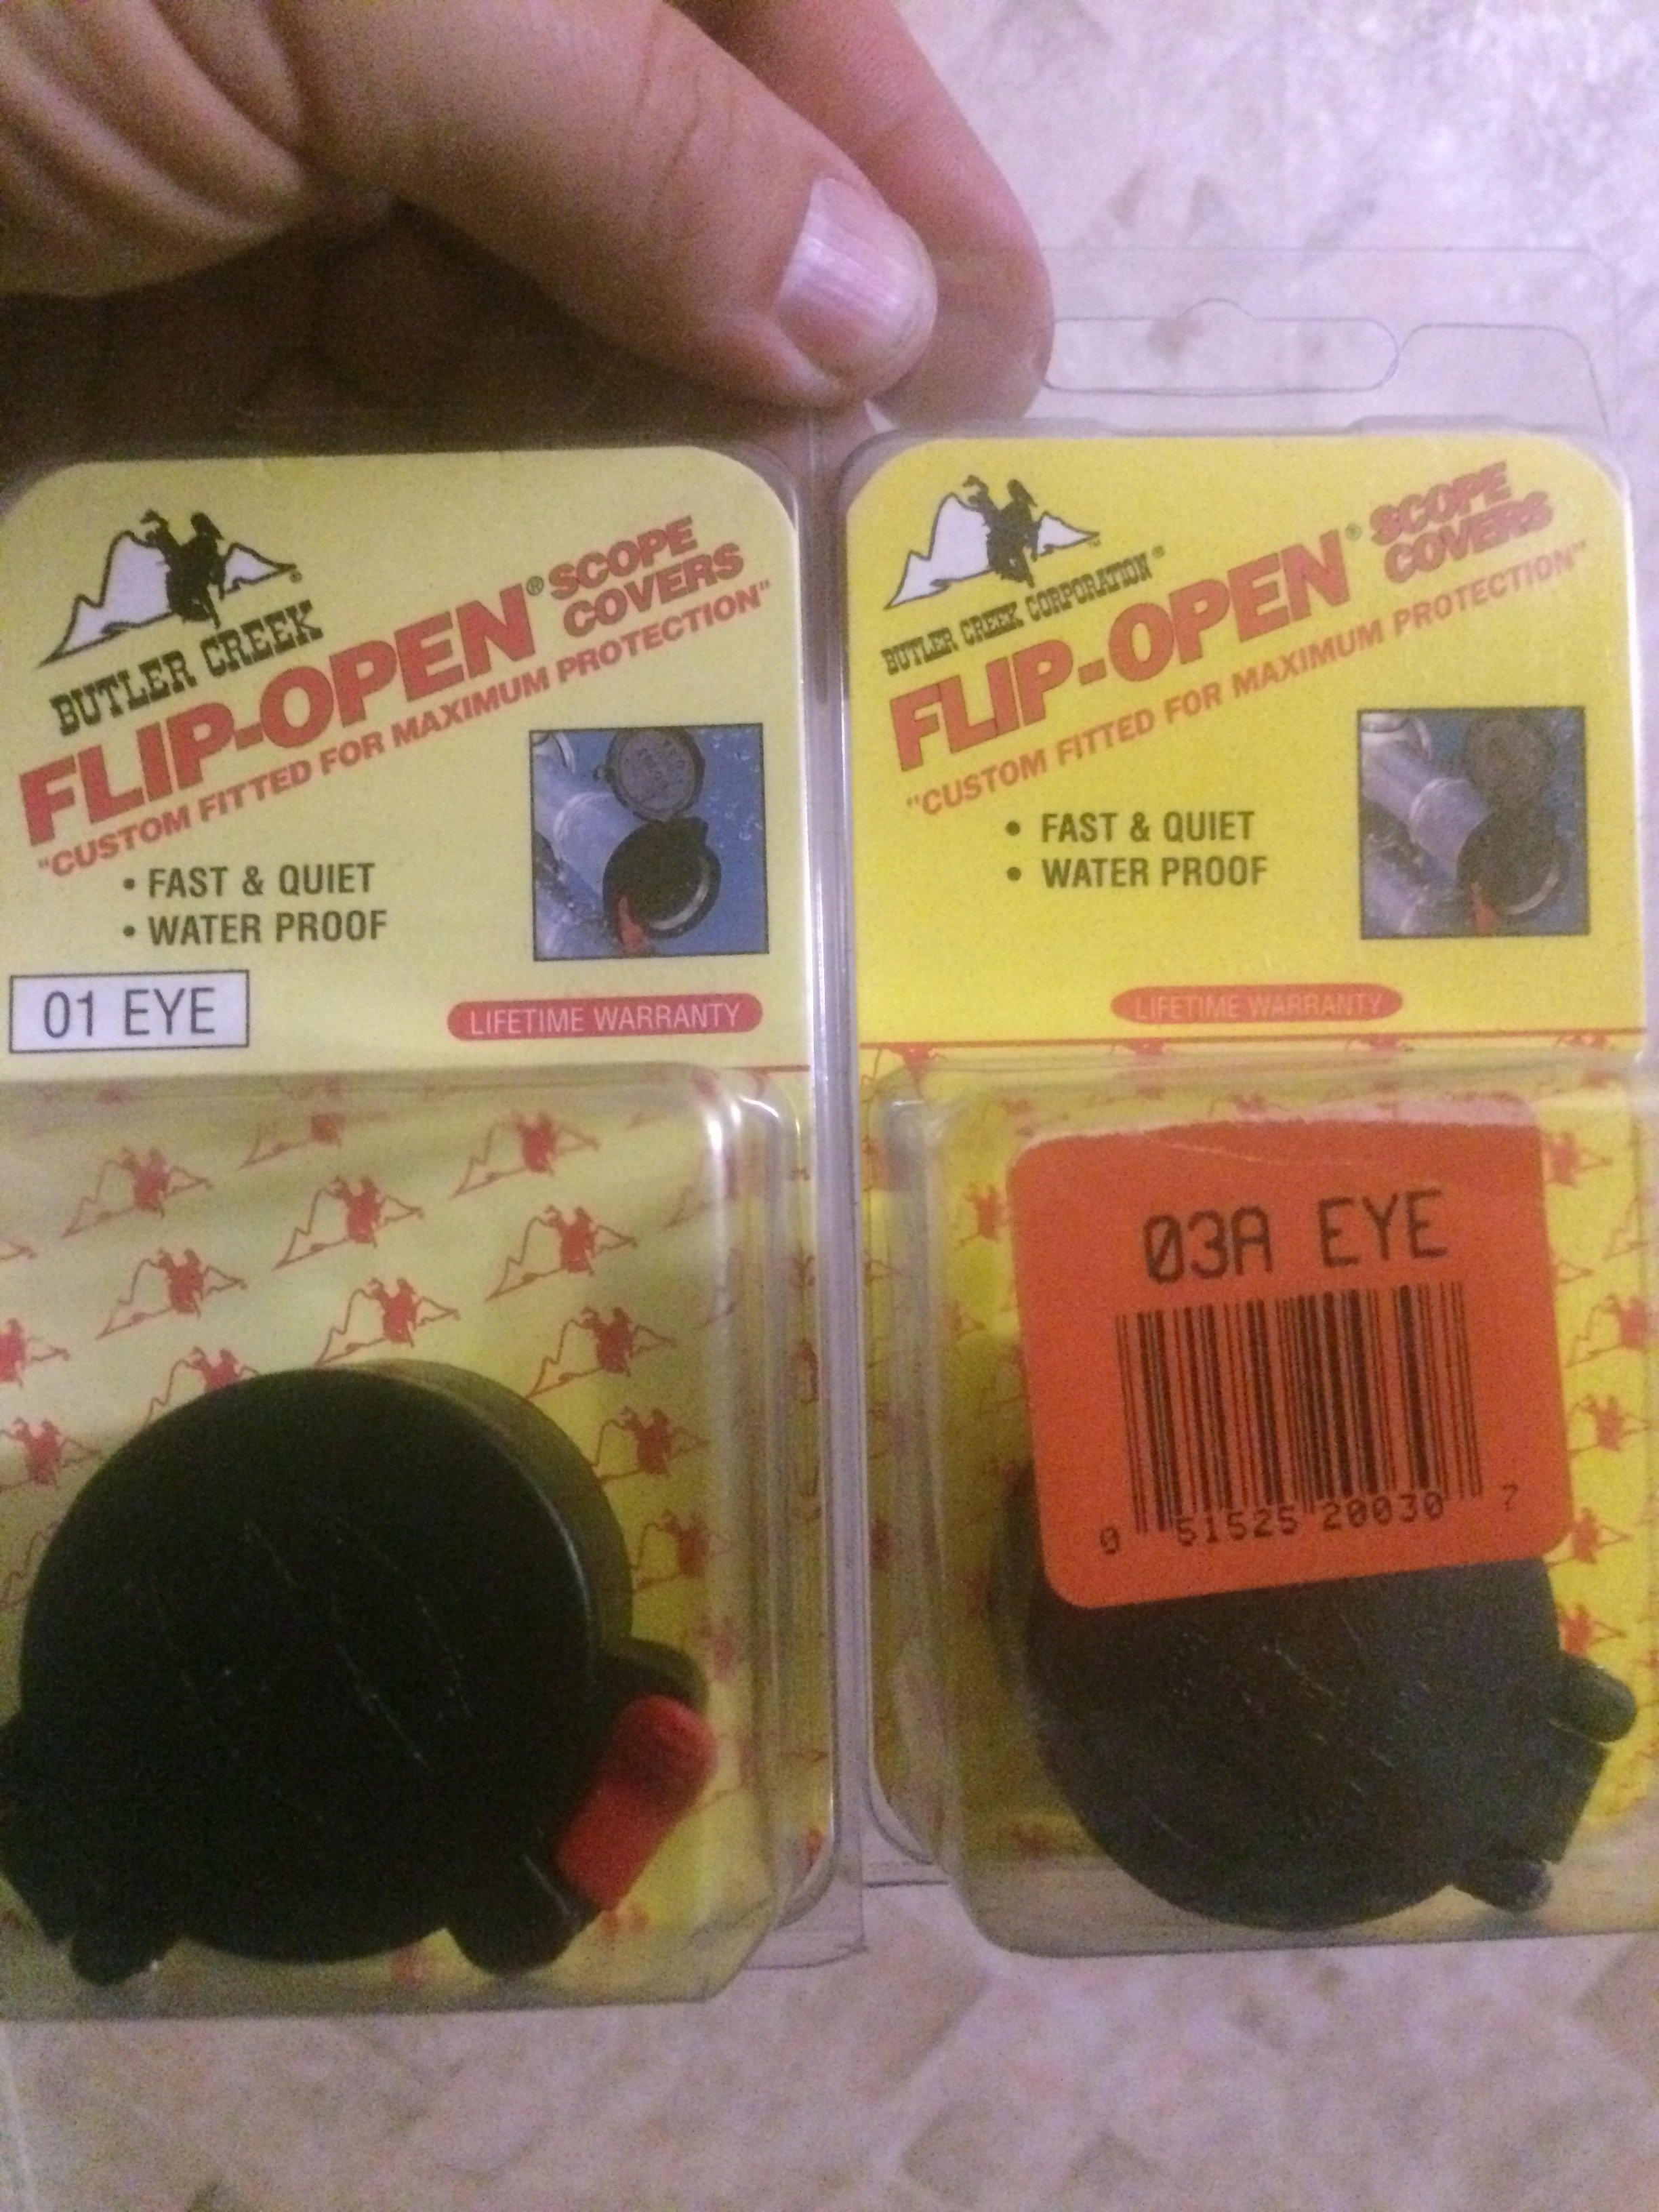 BUTLER CREEK
FLIP-OPEN® SCOPE COVERS
"CUSTOM FITTED FOR MAXIMUM PROTECTION"
• FAST & QUIET
• WATER PROOF
01 EYE
LIFETIME WARRANTY
BUTLER CREEK CORPORATION®
FLIP-OPEN® SCOPE COVERS
"CUSTOM FITTED FOR MAXIMUM PROTECTION"
• FAST & QUIET
• WATER PROOF
LIFETIME WARRANTY
03A EYE
0 51525 20030 7